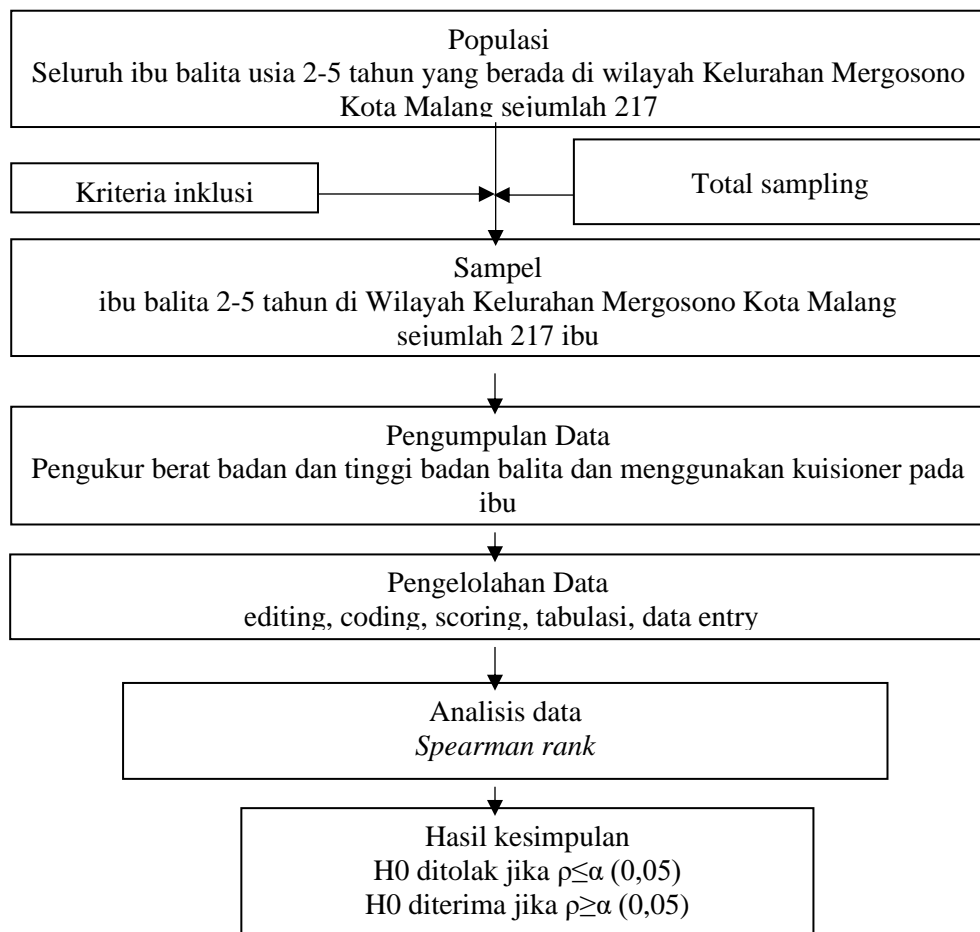 Populasi
Seluruh ibu balita usia 2-5 tahun yang berada di wilayah Kelurahan Mergosono
Kota Malang sejumlah 217
Kriteria inklusi
Total sampling
Sampel
ibu balita 2-5 tahun di Wilayah Kelurahan Mergosono Kota Malang
sejumlah 217 ibu
Pengumpulan Data
Pengukur berat badan dan tinggi badan balita dan menggunakan kuisioner pada
ibu
Pengelolahan Data
editing, coding, scoring, tabulasi, data entry
Analisis data
Spearman rank
Hasil kesimpulan
H0 ditolak jika ρ≤α (0,05)
H0 diterima jika ρ≥α (0,05)